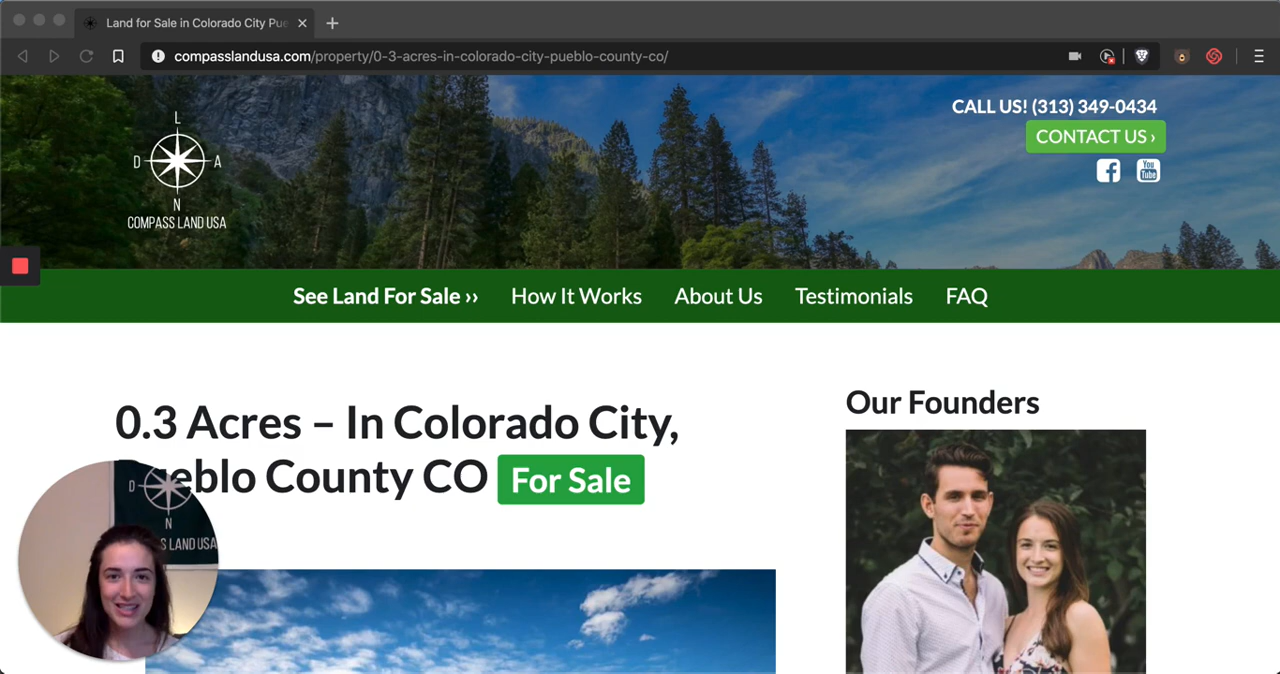 Land for Sale in Colorado City Pue
compasslandusa.com/property/0-3-acres-in-colorado-city-pueblo-county-co/
L
D A
N
COMPASS LAND USA
CALL US! (313) 349-0434
CONTACT US ›
You
Tube
See Land For Sale ›› How It Works About Us Testimonials FAQ
0.3 Acres – In Colorado City,
eblo County CO For Sale
Our Founders
D
N
S LAND USA